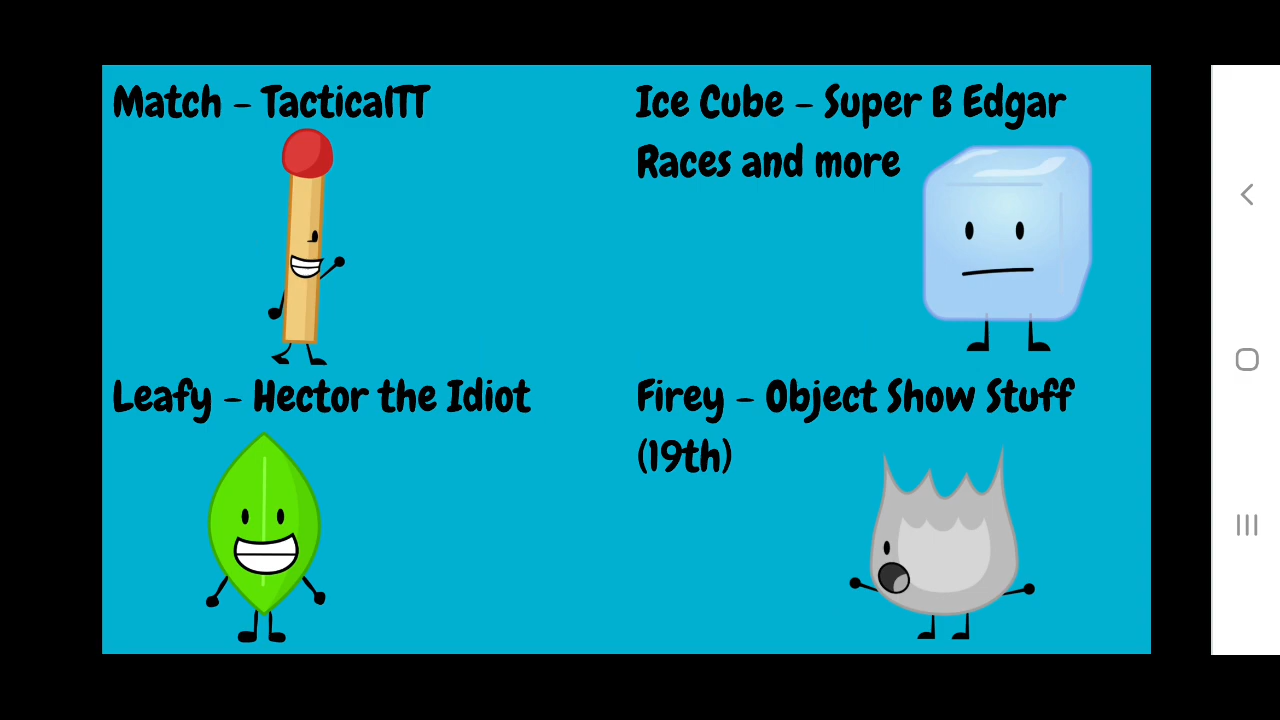 Match - TacticalTT
Ice Cube - Super B Edgar
Races and more
Leafy - Hector the Idiot
Firey - Object Show Stuff
(19th)